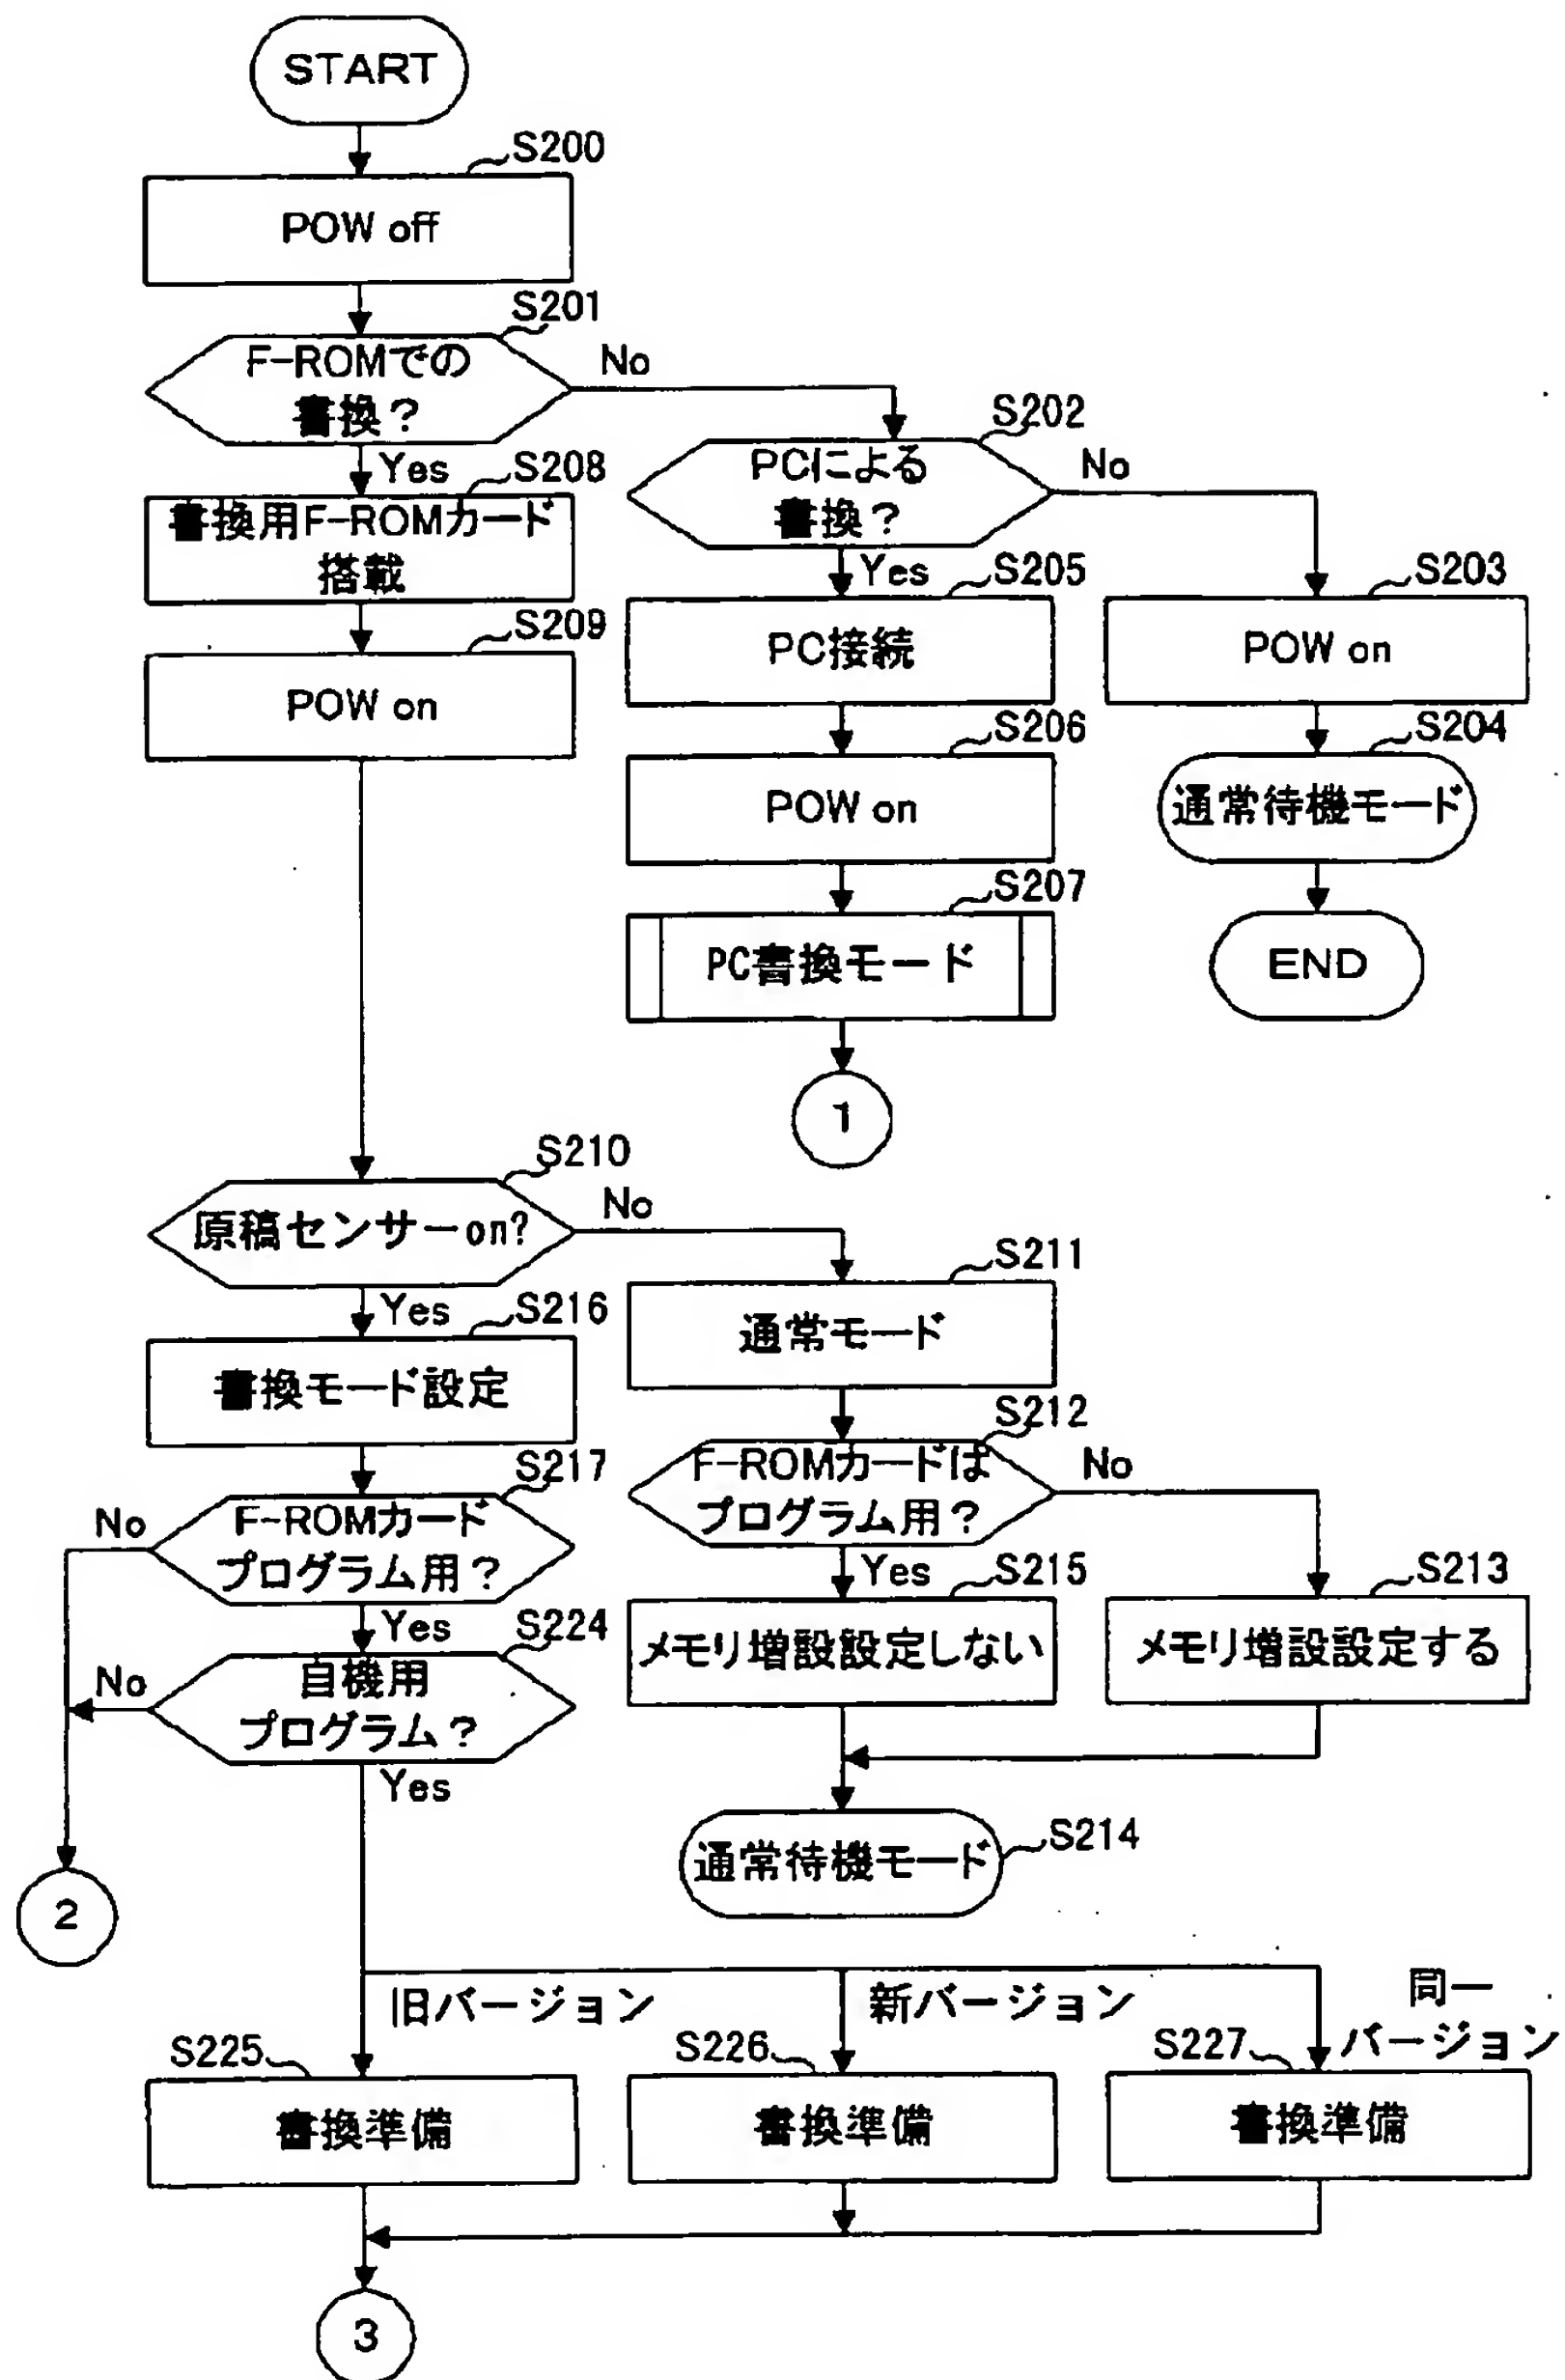 START
S200
POW off
S201
F-ROMでの
書換？
No
Yes
S202
PCによる
書換？
No
Yes
S208
書換用F-ROMカード
搭載
S205
PC接続
S203
POW on
S209
POW on
S206
POW on
S204
通常待機モード
S207
PC書換モード
END
1
S210
原稿センサーon?
No
Yes
S211
通常モード
S216
書換モード設定
S212
F-ROMカードは
プログラム用？
No
Yes
S217
F-ROMカード
プログラム用？
No
Yes
S215
メモリ増設設定しない
S213
メモリ増設設定する
S224
自機用
プログラム？
No
Yes
S214
通常待機モード
2
旧バージョン
新バージョン
同一
バージョン
S225
書換準備
S226
書換準備
S227
書換準備
3